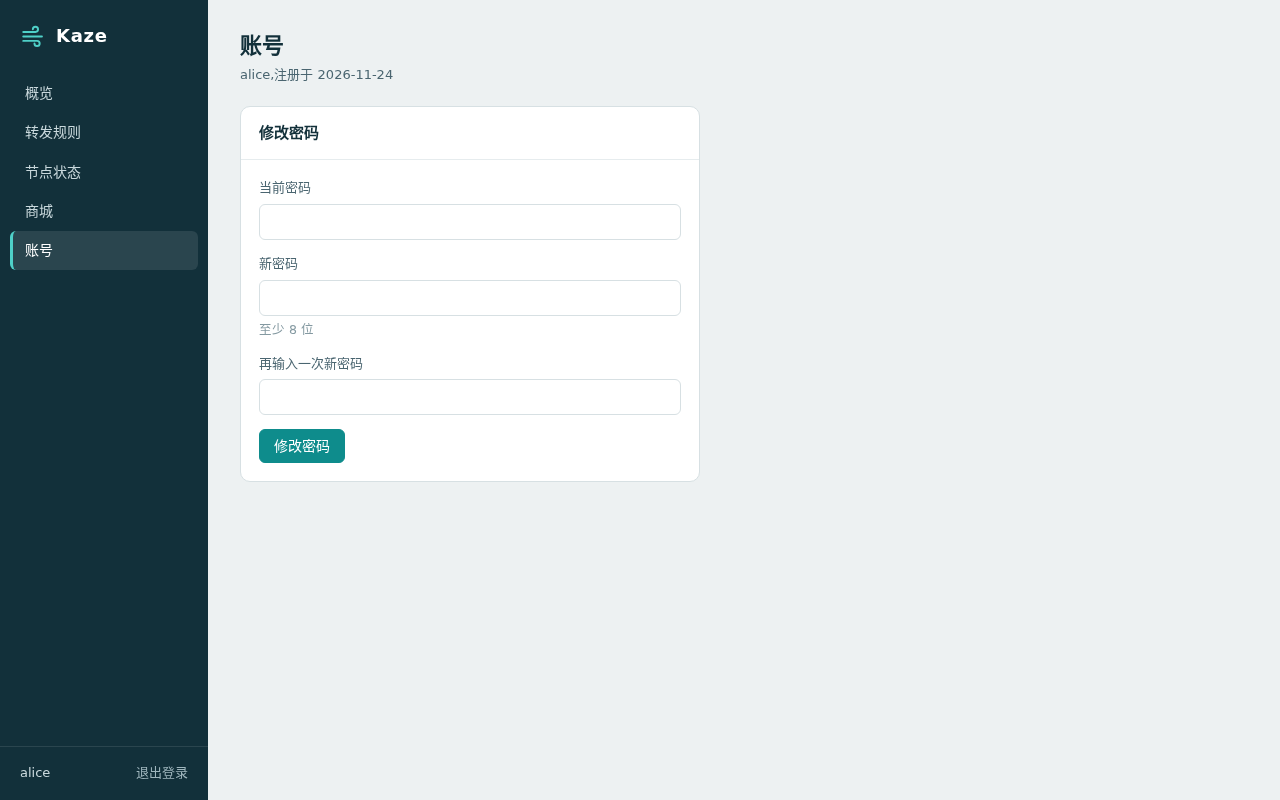 Kaze
概览
转发规则
节点状态
商城
账号
alice
退出登录
账号
alice,注册于 2026-11-24
修改密码
当前密码
新密码
至少 8 位
再输入一次新密码
修改密码